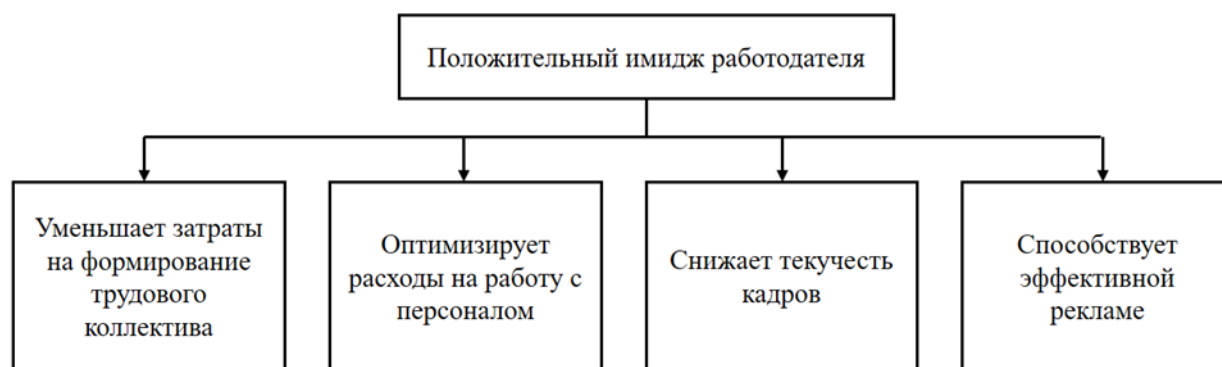 Положительный имидж работодателя
Уменьшает затраты
на формирование
трудового
коллектива
Оптимизирует
расходы на работу с
персоналом
Снижает текучесть
кадров
Способствует
эффективной
рекламе